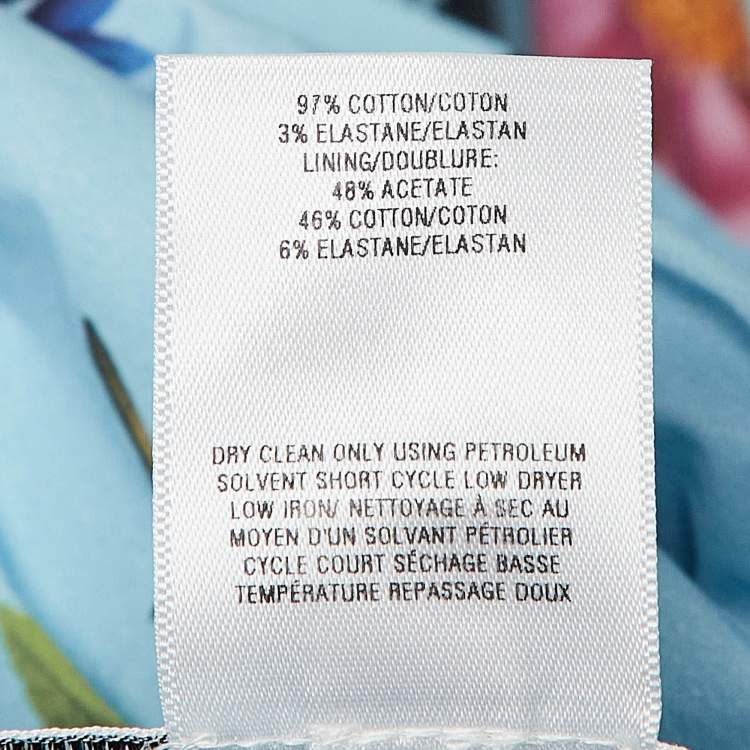 97% COTTON/COTON
3% ELASTANE/ELASTAN
LINING/DOUBLURE:
48% ACETATE
46% COTTON/COTON
6% ELASTANE/ELASTAN
DRY CLEAN ONLY USING PETROLEUM
SOLVENT SHORT CYCLE LOW DRYER
LOW IRON/ NETTOYAGE À SEC AU
MOYEN D'UN SOLVANT PÉTROLIER
CYCLE COURT SÉCHAGE BASSE
TEMPÉRATURE REPASSAGE DOUX